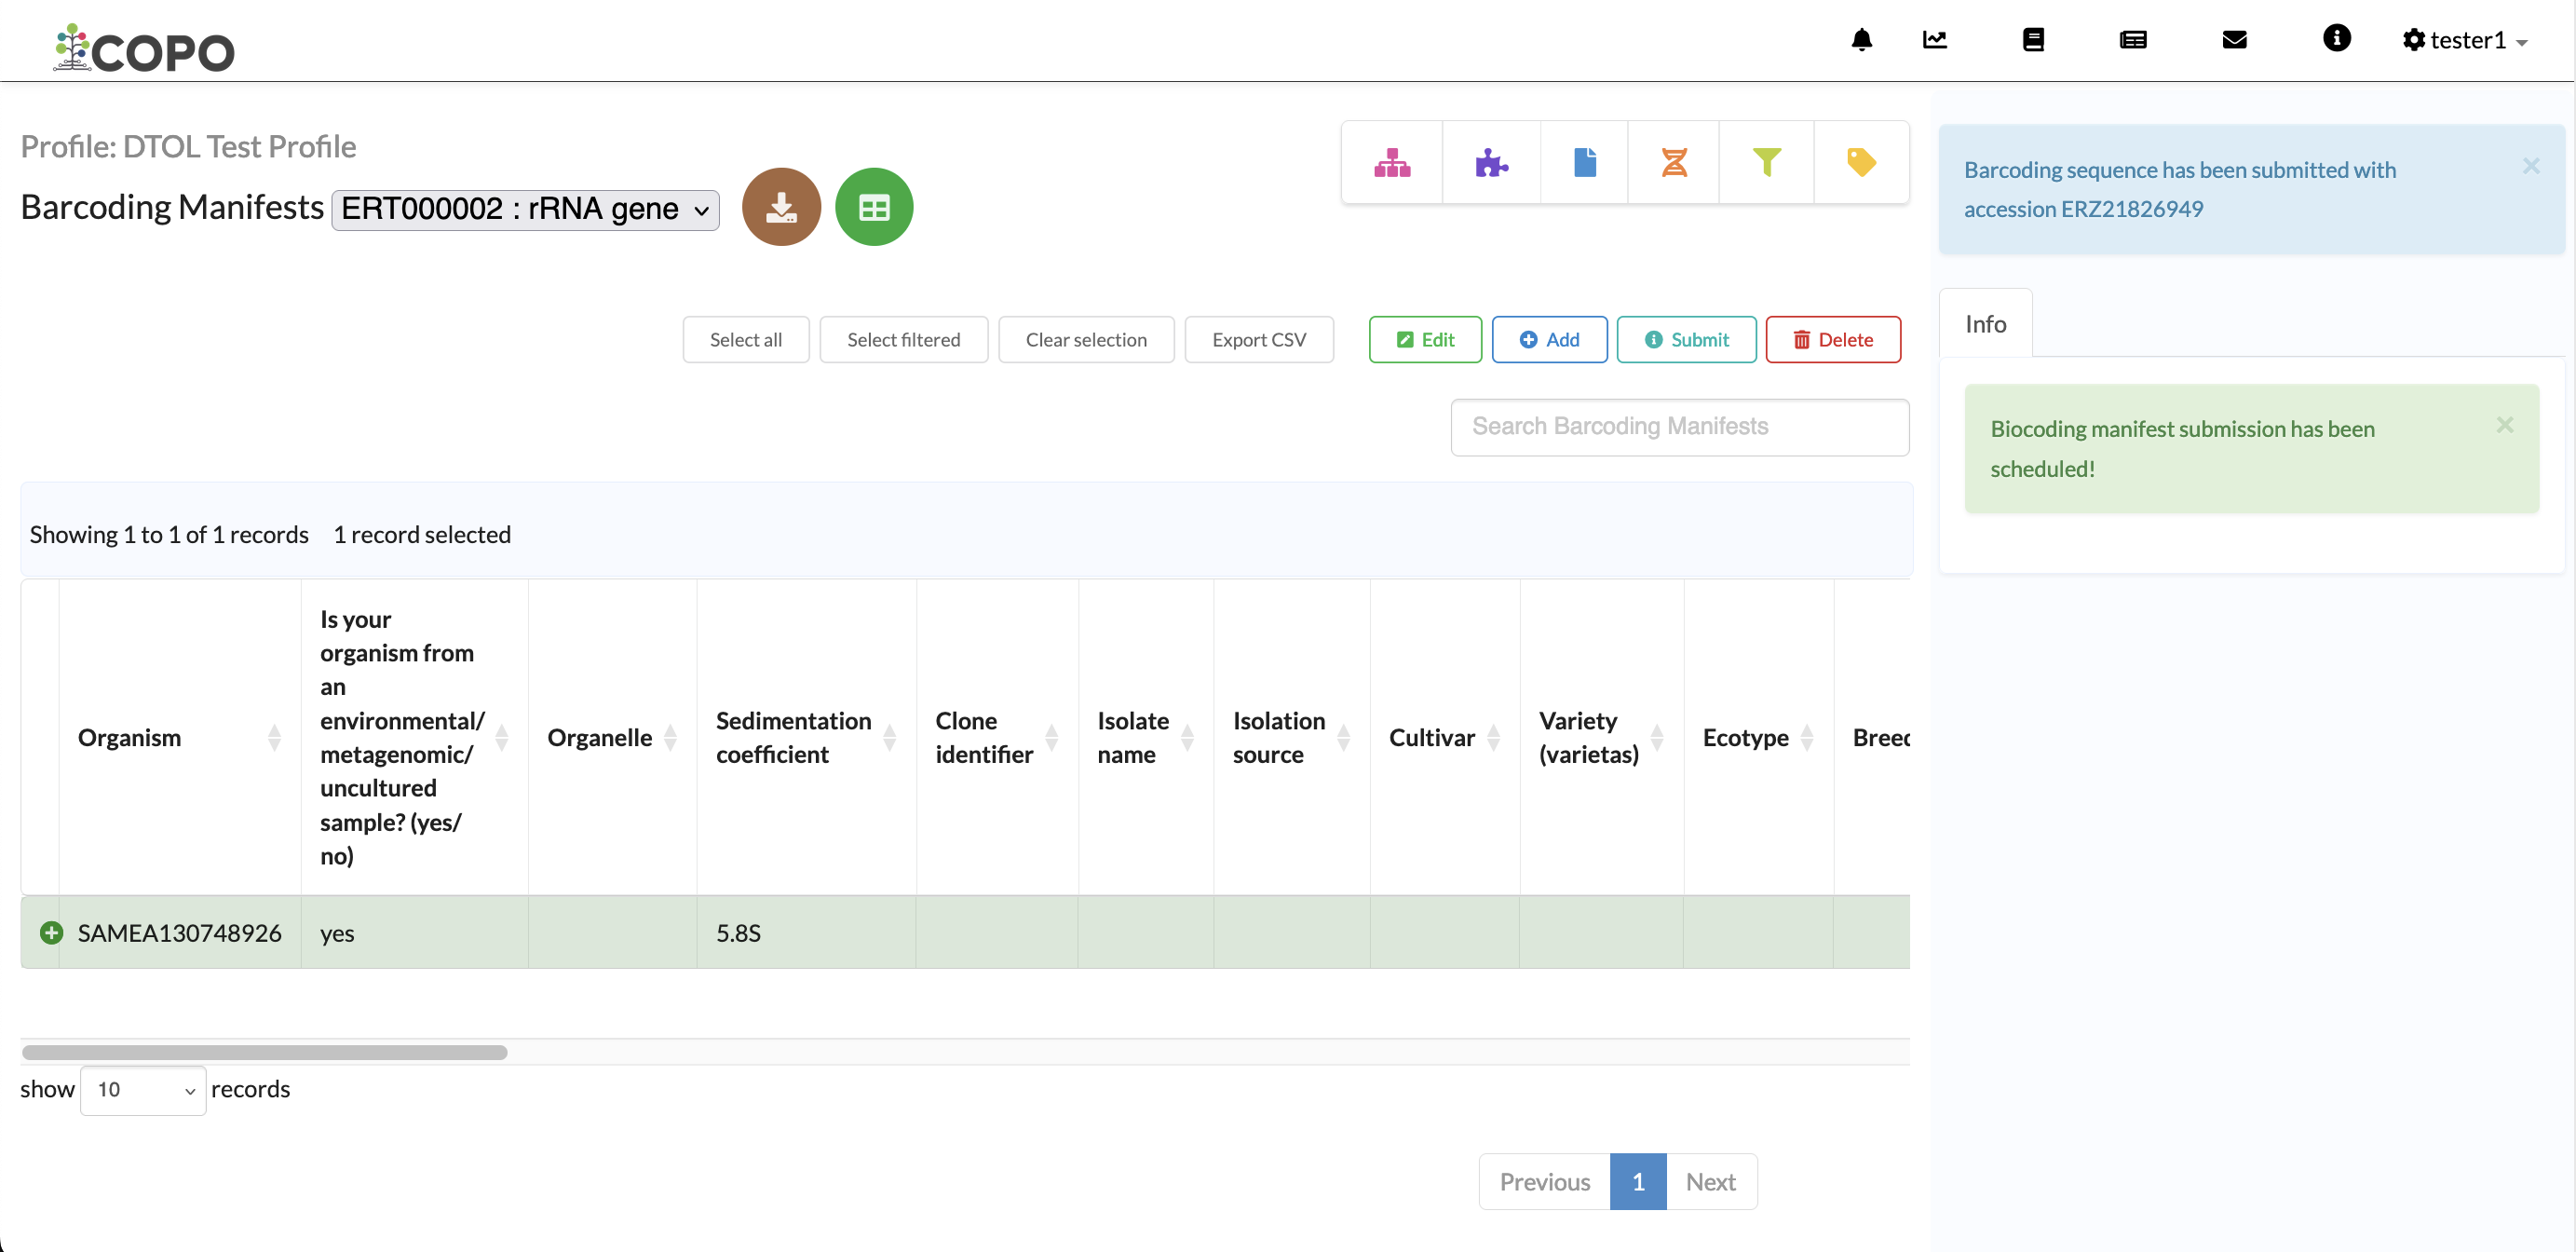 COPO
tester1
Profile: DTOL Test Profile
Barcoding Manifests ERT000002 : rRNA gene
Barcoding sequence has been submitted with
accession ERZ21826949
Info
Biocoding manifest submission has been
scheduled!
Select all Select filtered Clear selection Export CSV Edit Add Submit Delete
Search Barcoding Manifests
Showing 1 to 1 of 1 records 1 record selected
Organism
Is your
organism from
an
environmental/
metagenomic/
uncultured
sample? (yes/
no)
Organelle
Sedimentation
coefficient
Clone
identifier
Isolate
name
Isolation
source
Cultivar
Variety
(varietas)
Ecotype
Breed
SAMEA130748926 yes 5.8S
show 10 records
Previous 1 Next